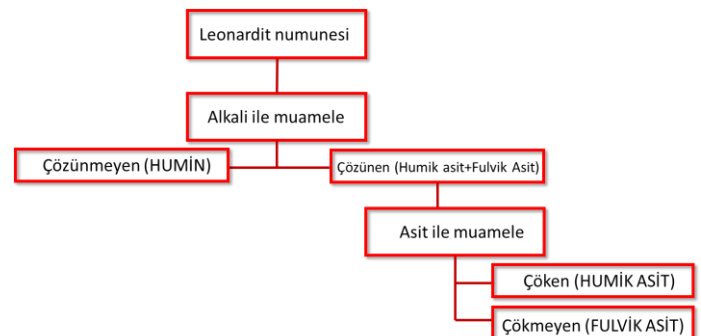 Leonardit numunesi
Alkali ile muamele
Çözünmeyen (HUMİN)
Çözünen (Humik asit+Fulvik Asit)
Asit ile muamele
Çöken (HUMİK ASİT)
Çökmeyen (FULVİK ASİT)